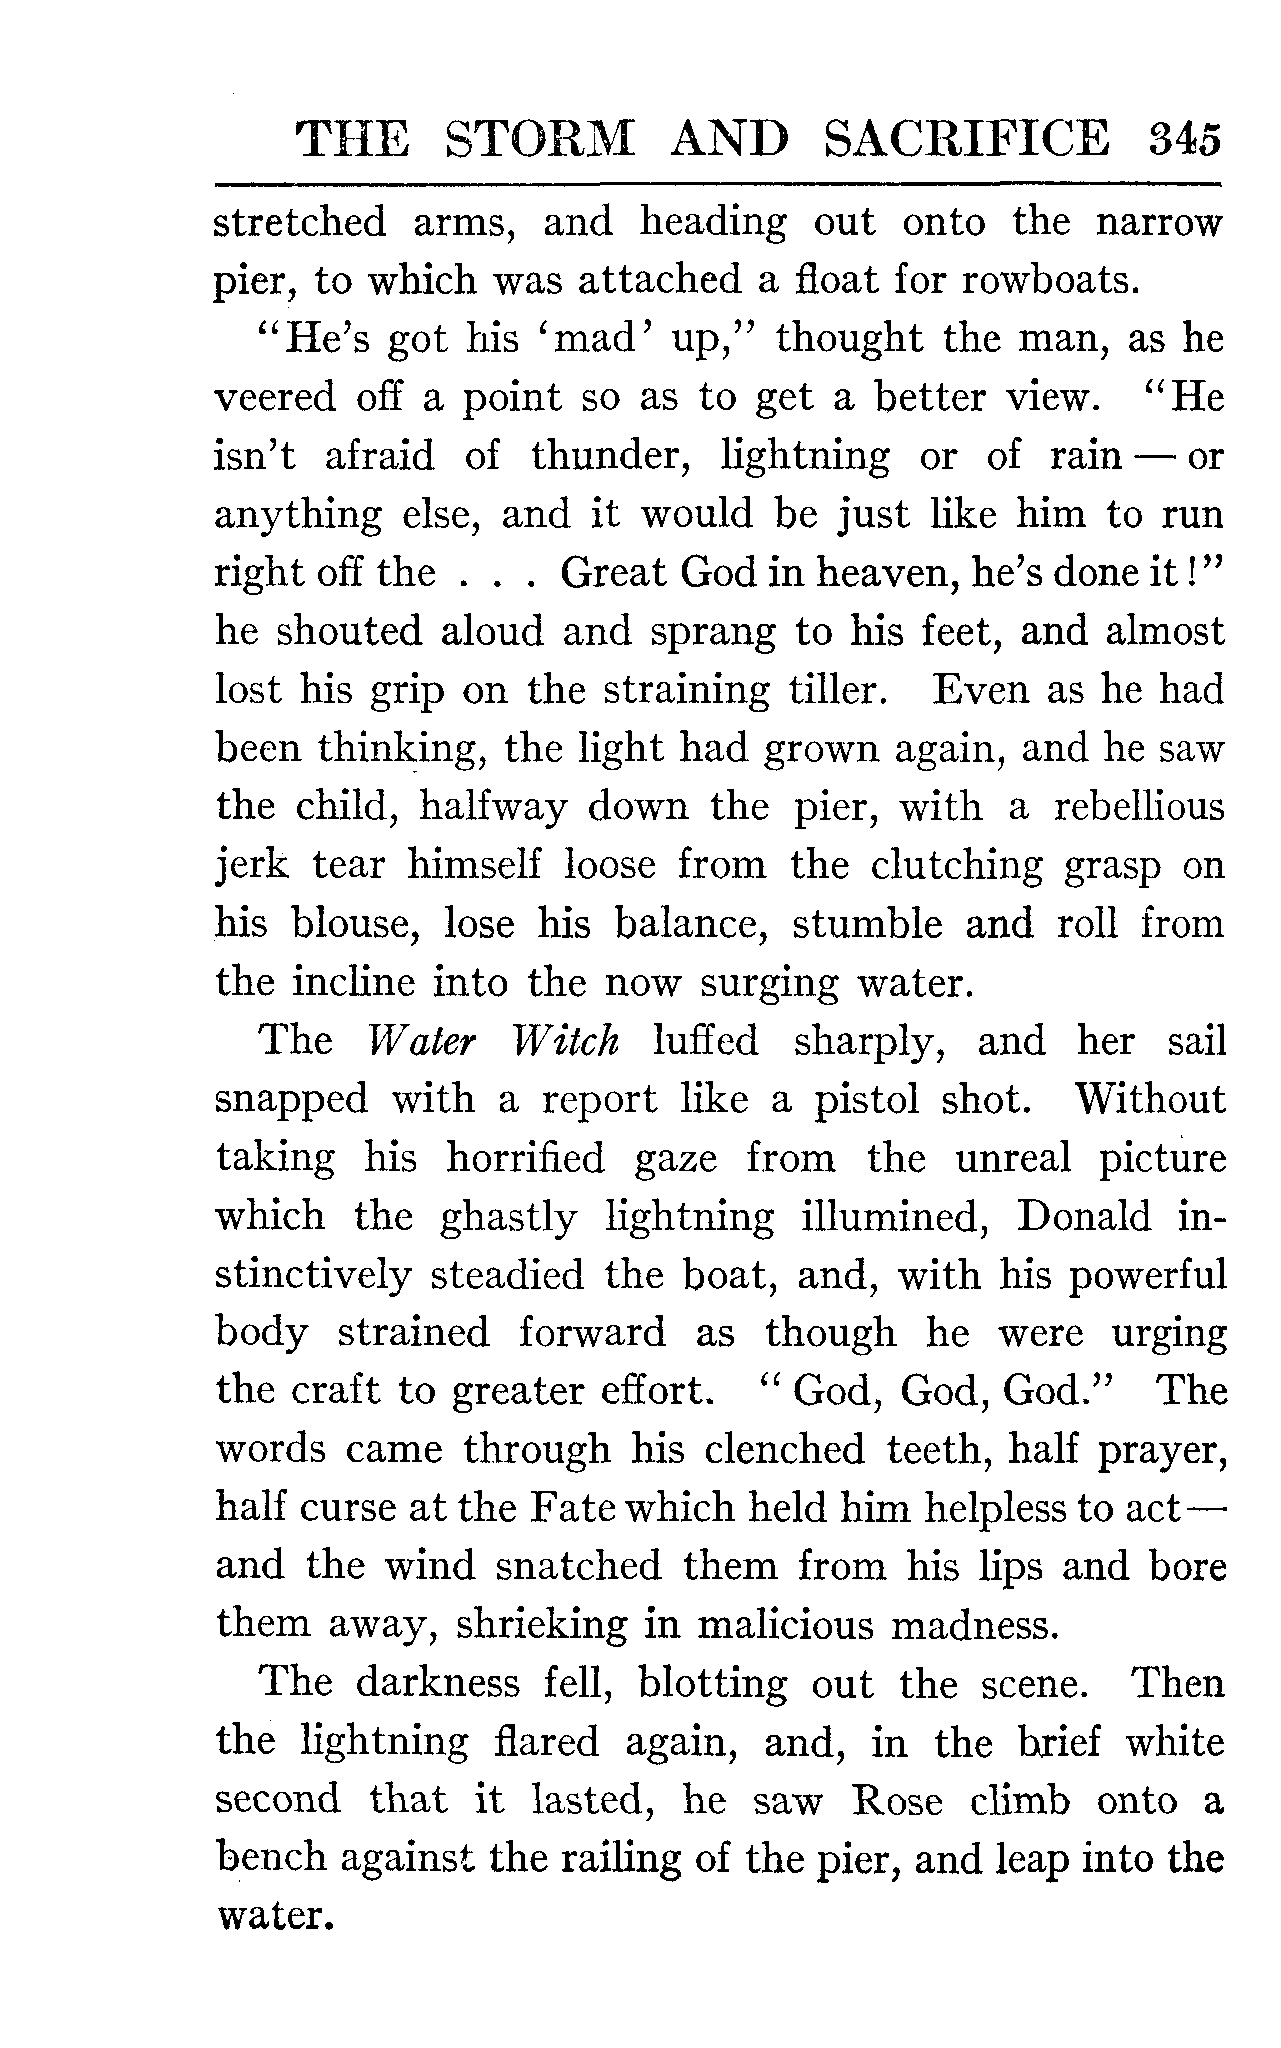 THE STORM AND SACRIFICE 345
stretched arms, and heading out onto the narrow
pier, to which was attached a float for rowboats.
"He's got his 'mad' up," thought the man, as he
veered off a point so as to get a better view. "He
isn't afraid of thunder, lightning or of rain — or
anything else, and it would be just like him to run
right off the . . . Great God in heaven, he's done it!"
he shouted aloud and sprang to his feet, and almost
lost his grip on the straining tiller. Even as he had
been thinking, the light had grown again, and he saw
the child, halfway down the pier, with a rebellious
jerk tear himself loose from the clutching grasp on
his blouse, lose his balance, stumble and roll from
the incline into the now surging water.
The Water Witch luffed sharply, and her sail
snapped with a report like a pistol shot. Without
taking his horrified gaze from the unreal picture
which the ghastly lightning illumined, Donald in-
stinctively steadied the boat, and, with his powerful
body strained forward as though he were urging
the craft to greater effort. "God, God, God." The
words came through his clenched teeth, half prayer,
half curse at the Fate which held him helpless to act—
and the wind snatched them from his lips and bore
them away, shrieking in malicious madness.
The darkness fell, blotting out the scene. Then
the lightning flared again, and, in the brief white
second that it lasted, he saw Rose climb onto a
bench against the railing of the pier, and leap into the
water.